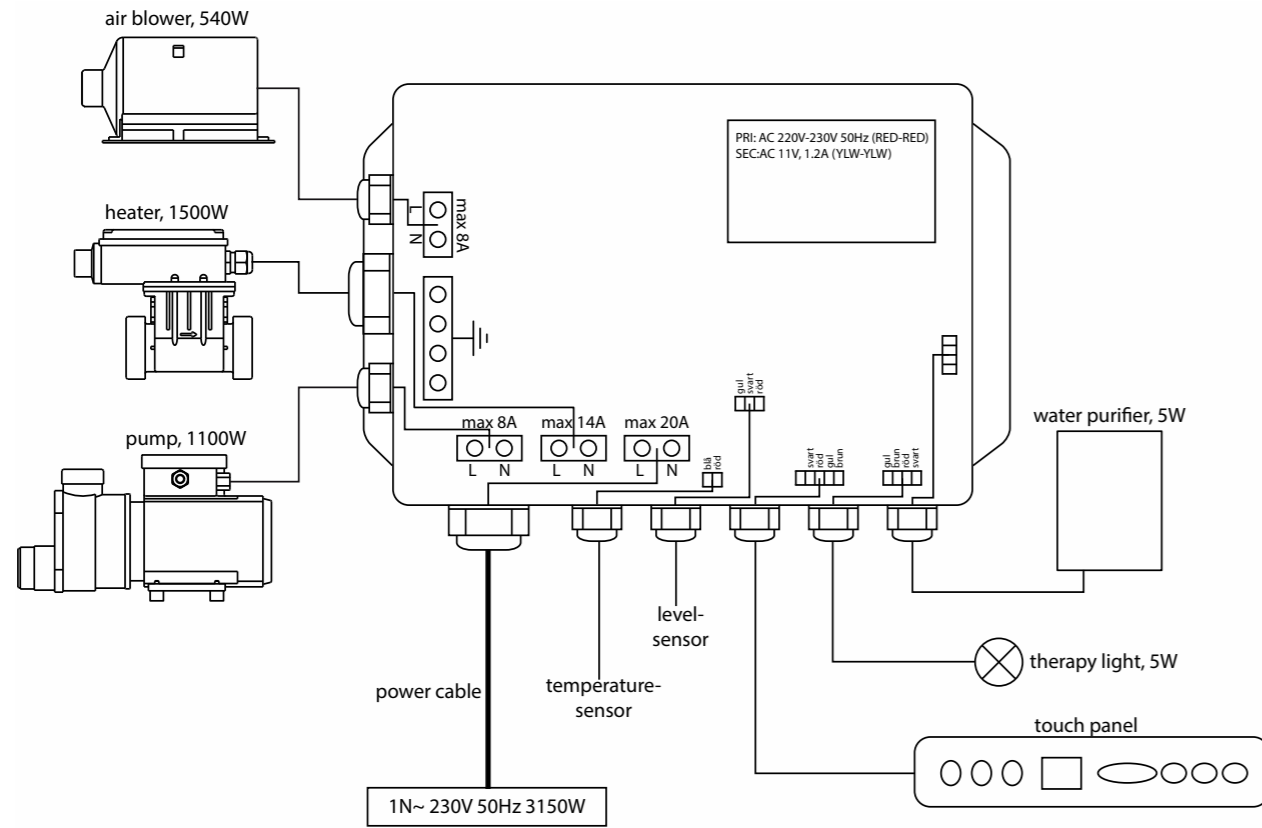 air blower, 540W
PRI: AC 220V-230V 50Hz (RED-RED)
SEC:AC 11V, 1.2A (YLW-YLW)
L
N
max 8A
heater, 1500W
pump, 1100W
max 8A
L N
max 14A
L N
max 20A
L N
blå
röd
gul
svart
röd
svart
röd
gul
brun
gul
brun
röd
svart
water purifier, 5W
level-
sensor
therapy light, 5W
temperature-
sensor
power cable
touch panel
1N~ 230V 50Hz 3150W